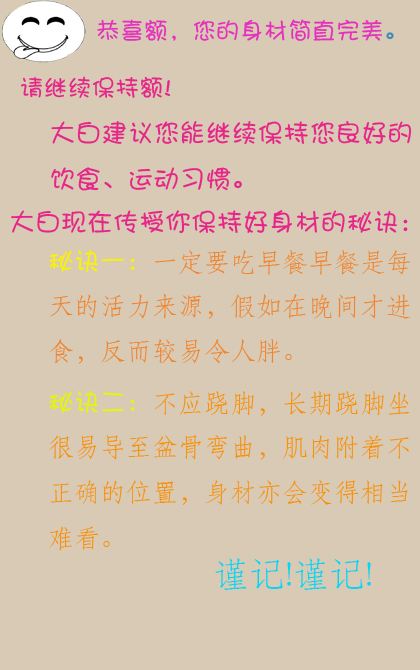 恭喜额，您的身材简直完美。
请继续保持额！
大白建议您能继续保持您良好的
饮食、运动习惯。
大白现在传授你保持好身材的秘诀：
秘诀一：一定要吃早餐早餐是每
天的活力来源，假如在晚间才进
食，反而较易令人胖。
秘诀二：不应跷脚，长期跷脚坐
很易导至盆骨弯曲，肌肉附着不
正确的位置，身材亦会变得相当
难看。
谨记!谨记!